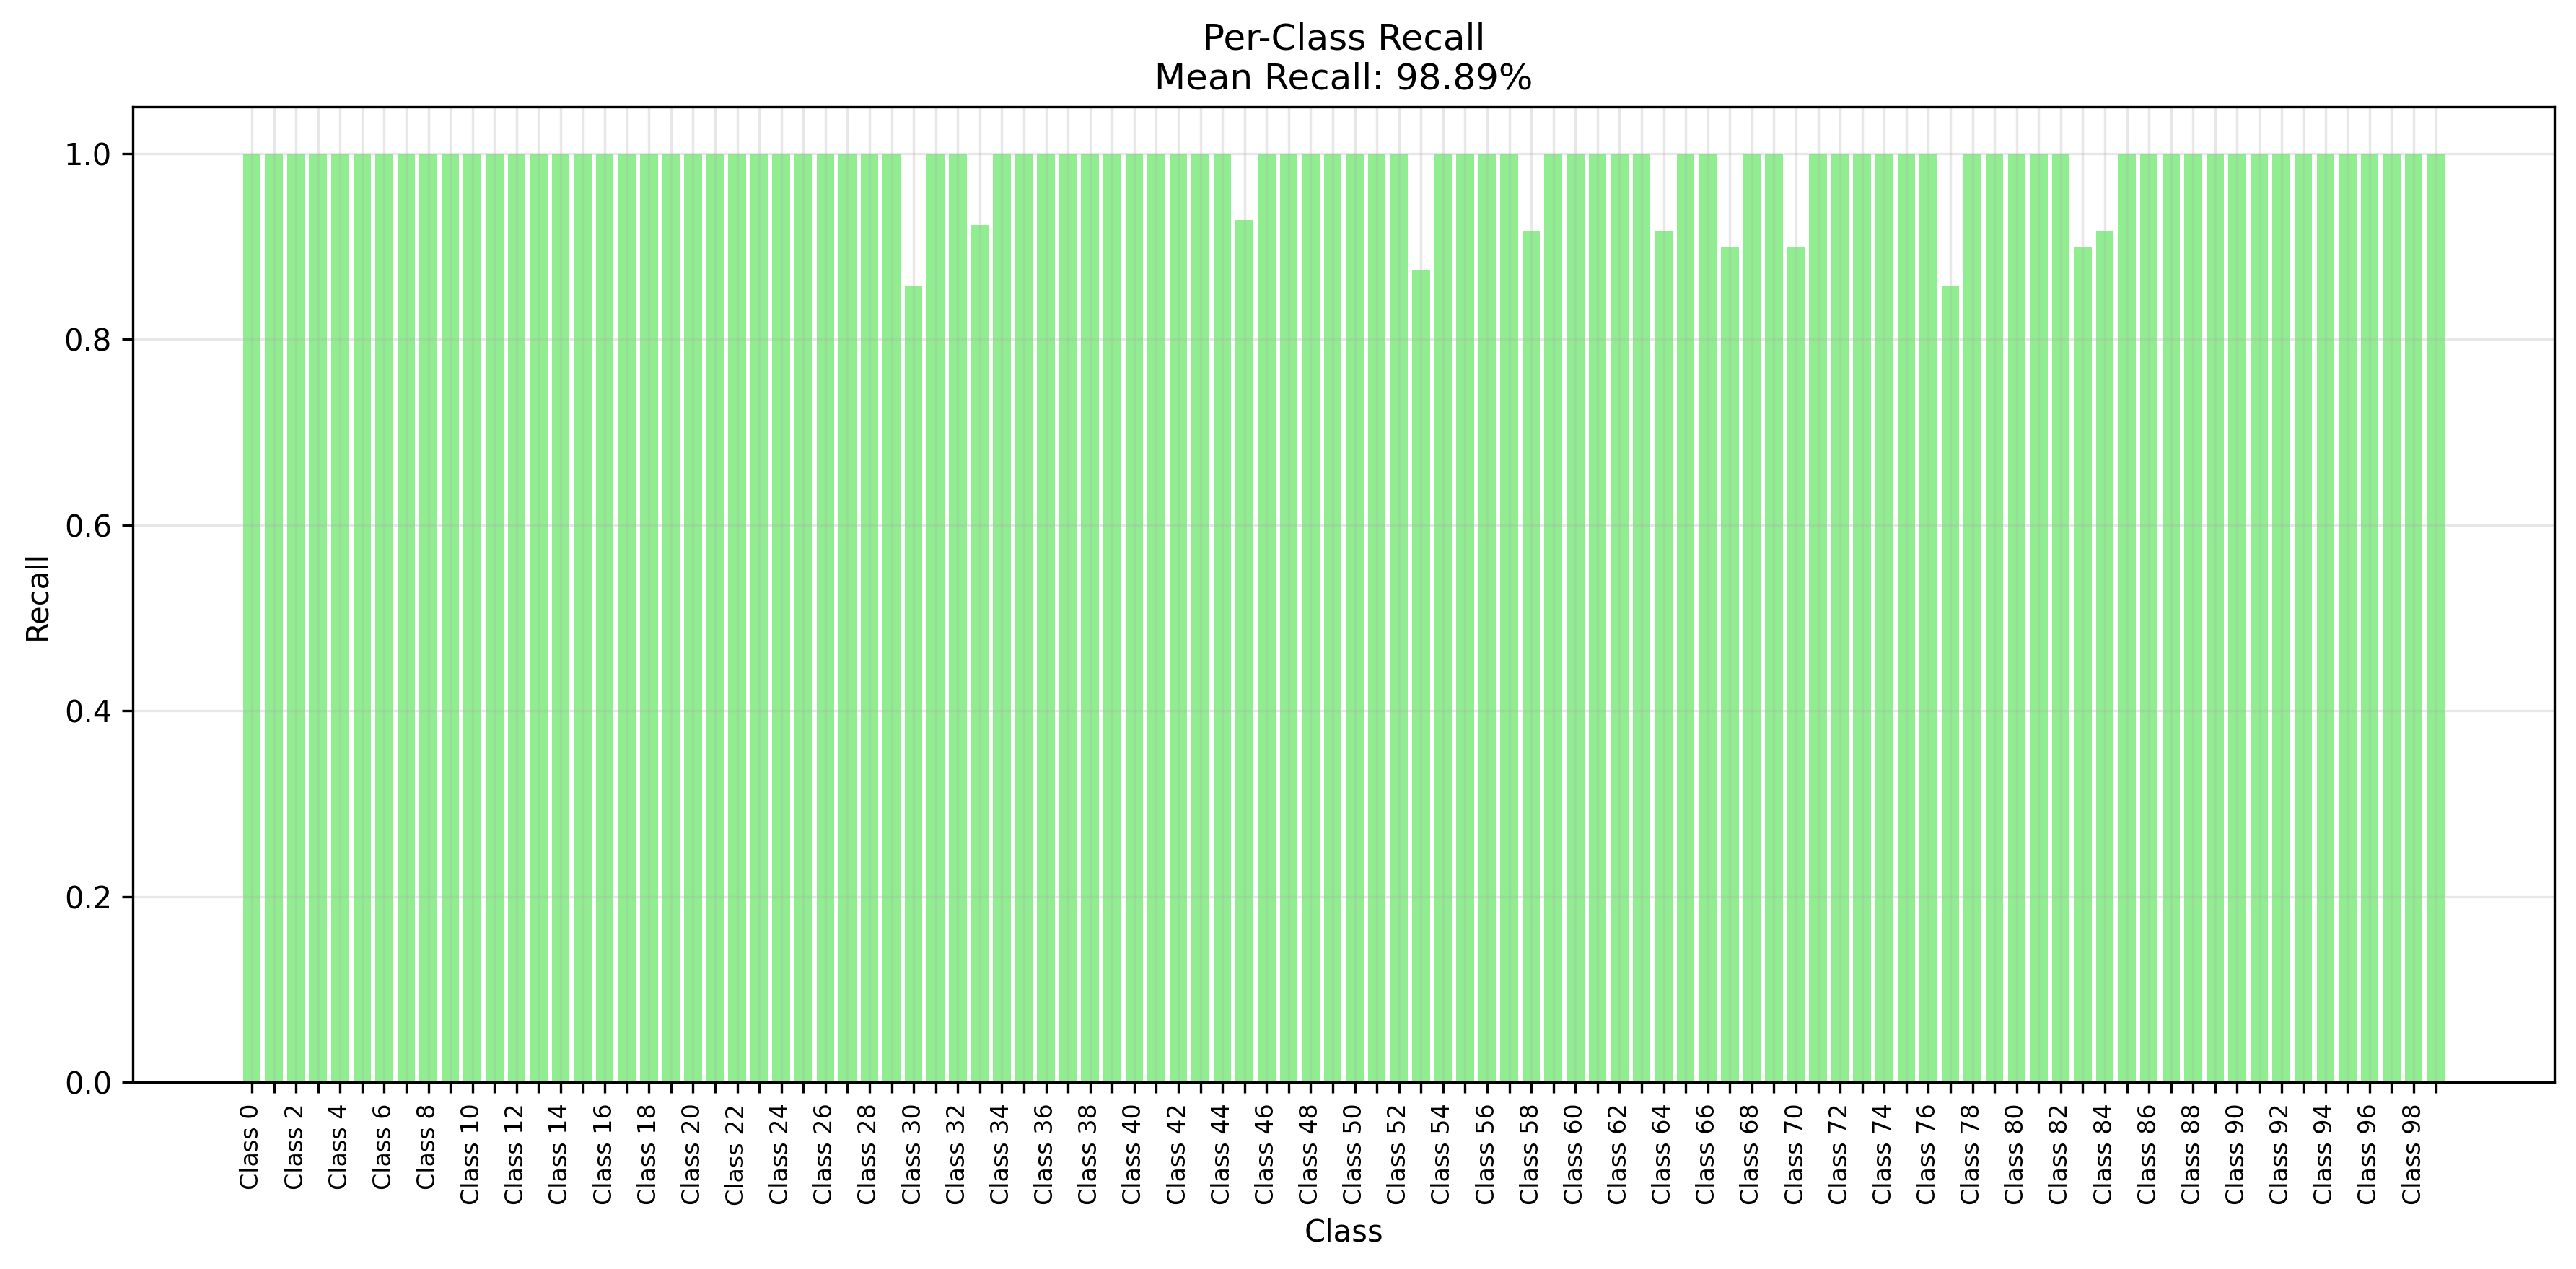 Per-Class Recall
Mean Recall: 98.89%
1.0
0.8
0.6
0.4
0.2
0.0
Recall
Class 0
Class 2
Class 4
Class 6
Class 8
Class 10
Class 12
Class 14
Class 16
Class 18
Class 20
Class 22
Class 24
Class 26
Class 28
Class 30
Class 32
Class 34
Class 36
Class 38
Class 40
Class 42
Class 44
Class 46
Class 48
Class 50
Class 52
Class 54
Class 56
Class 58
Class 60
Class 62
Class 64
Class 66
Class 68
Class 70
Class 72
Class 74
Class 76
Class 78
Class 80
Class 82
Class 84
Class 86
Class 88
Class 90
Class 92
Class 94
Class 96
Class 98
Class